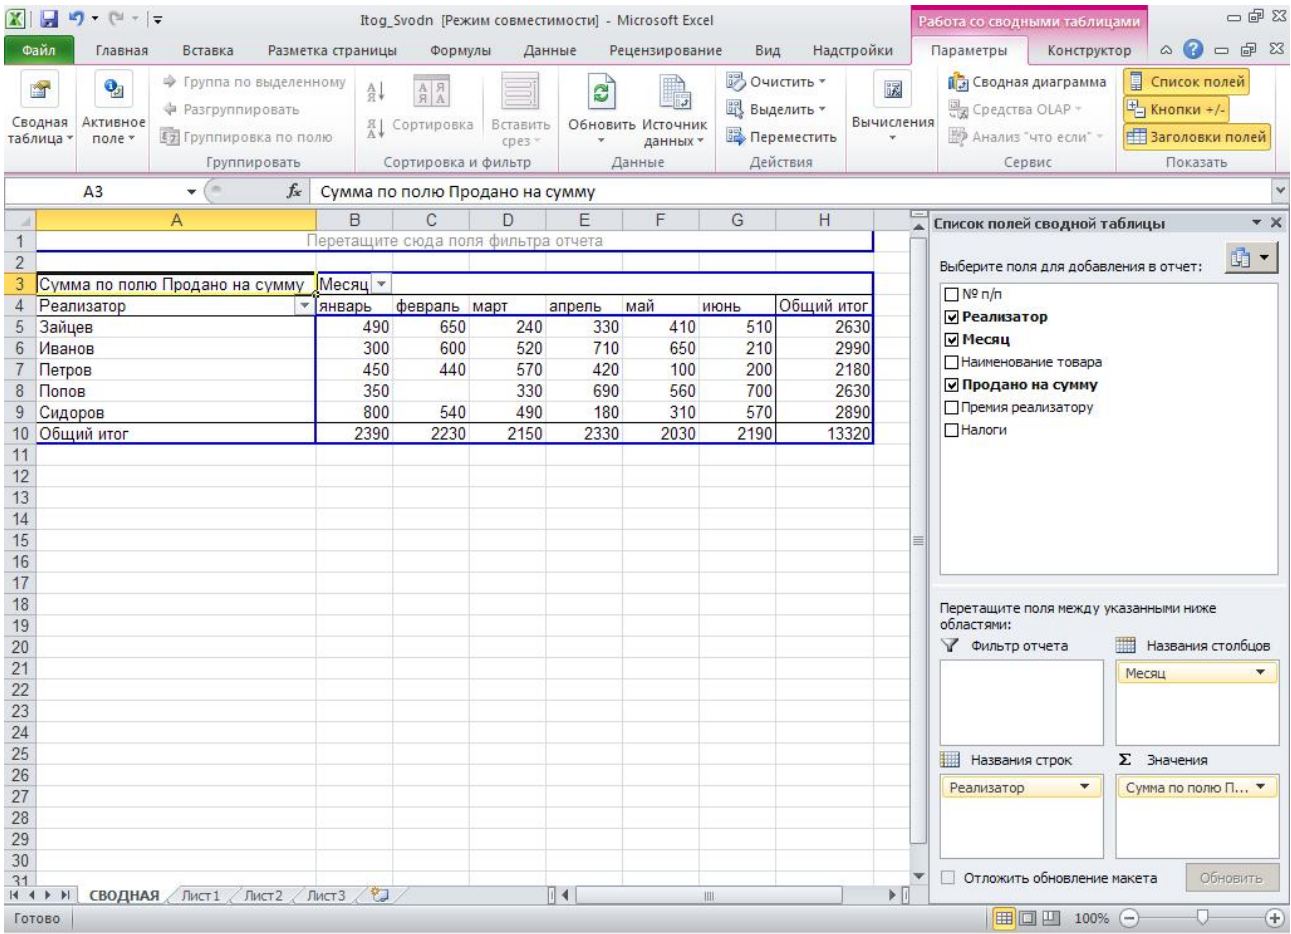 Itog_Svodn [Режим совместимости] - Microsoft Excel
Работа со сводными таблицами
Файл Главная Вставка Разметка страницы Формулы Данные Рецензирование Вид Надстройки Параметры Конструктор
Сводная таблица
Активное поле
Группа по выделенному
Разгруппировать
Группировка по полю
Группировать
Сортировка
Вставить срез
Сортировка и фильтр
Обновить
Источник данных
Данные
Очистить
Выделить
Переместить
Действия
Вычисления
Сводная диаграмма
Средства OLAP
Анализ "что если"
Сервис
Список полей
Кнопки +/-
Заголовки полей
Показать
A3 fx Сумма по полю Продано на сумму
A B C D E F G H
1 Перетащите сюда поля фильтра отчета
2
3 Сумма по полю Продано на сумму Месяц
4 Реализатор январь февраль март апрель май июнь Общий итог
5 Зайцев 490 650 240 330 410 510 2630
6 Иванов 300 600 520 710 650 210 2990
7 Петров 450 440 570 420 100 200 2180
8 Попов 350 330 690 560 700 2630
9 Сидоров 800 540 490 180 310 570 2890
10 Общий итог 2390 2230 2150 2330 2030 2190 13320
11
12
13
14
15
16
17
18
19
20
21
22
23
24
25
26
27
28
29
30
31
Список полей сводной таблицы
Выберите поля для добавления в отчет:
№ п/п
Реализатор
Месяц
Наименование товара
Продано на сумму
Премия реализатору
Налоги
Перетащите поля между указанными ниже
областями:
Фильтр отчета Названия столбцов
Месяц
Названия строк Σ Значения
Реализатор Сумма по полю П...
Отложить обновление макета Обновить
СВОДНАЯ Лист1 Лист2 Лист3
Готово 100%